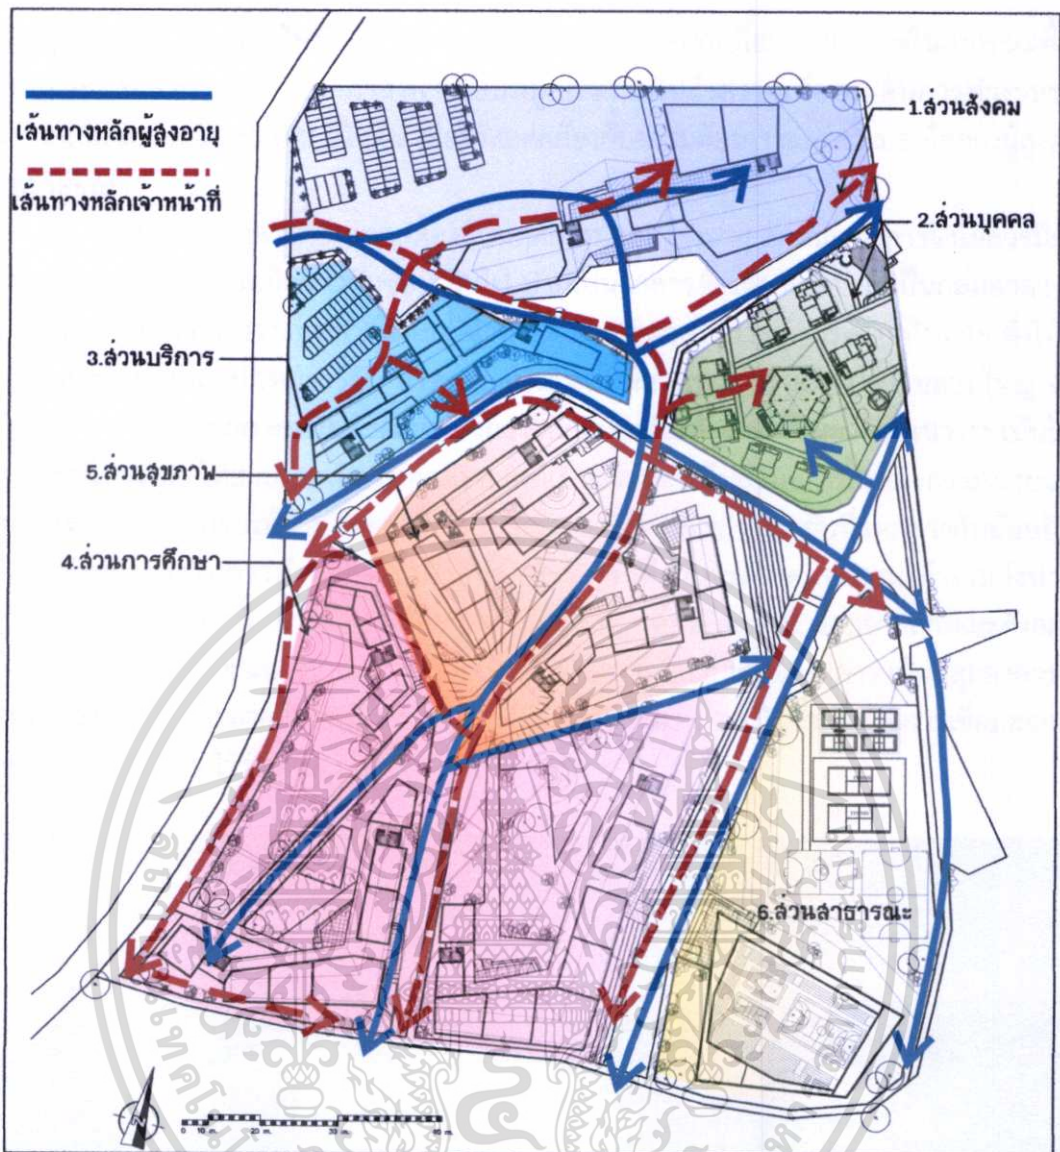 เส้นทางหลักผู้สูงอายุ
เส้นทางหลักเจ้าหน้าที่
1.ส่วนสังคม
2.ส่วนบุคคล
3.ส่วนบริการ
5.ส่วนสุขภาพ
4.ส่วนการศึกษา
6.ส่วนสาธารณะ
0 10 m. 20 m.